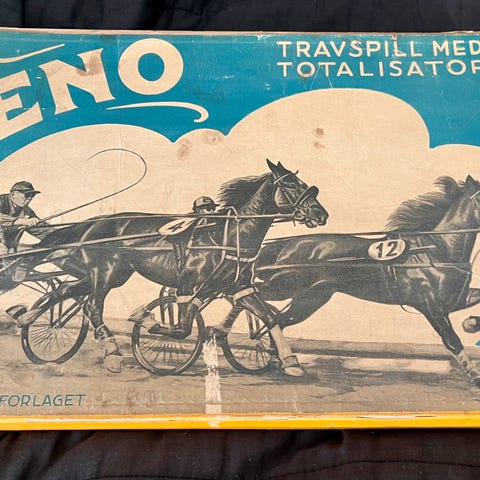 ENO
TRAVSPILL MED
TOTALISATOR
4
12
FORLAGET